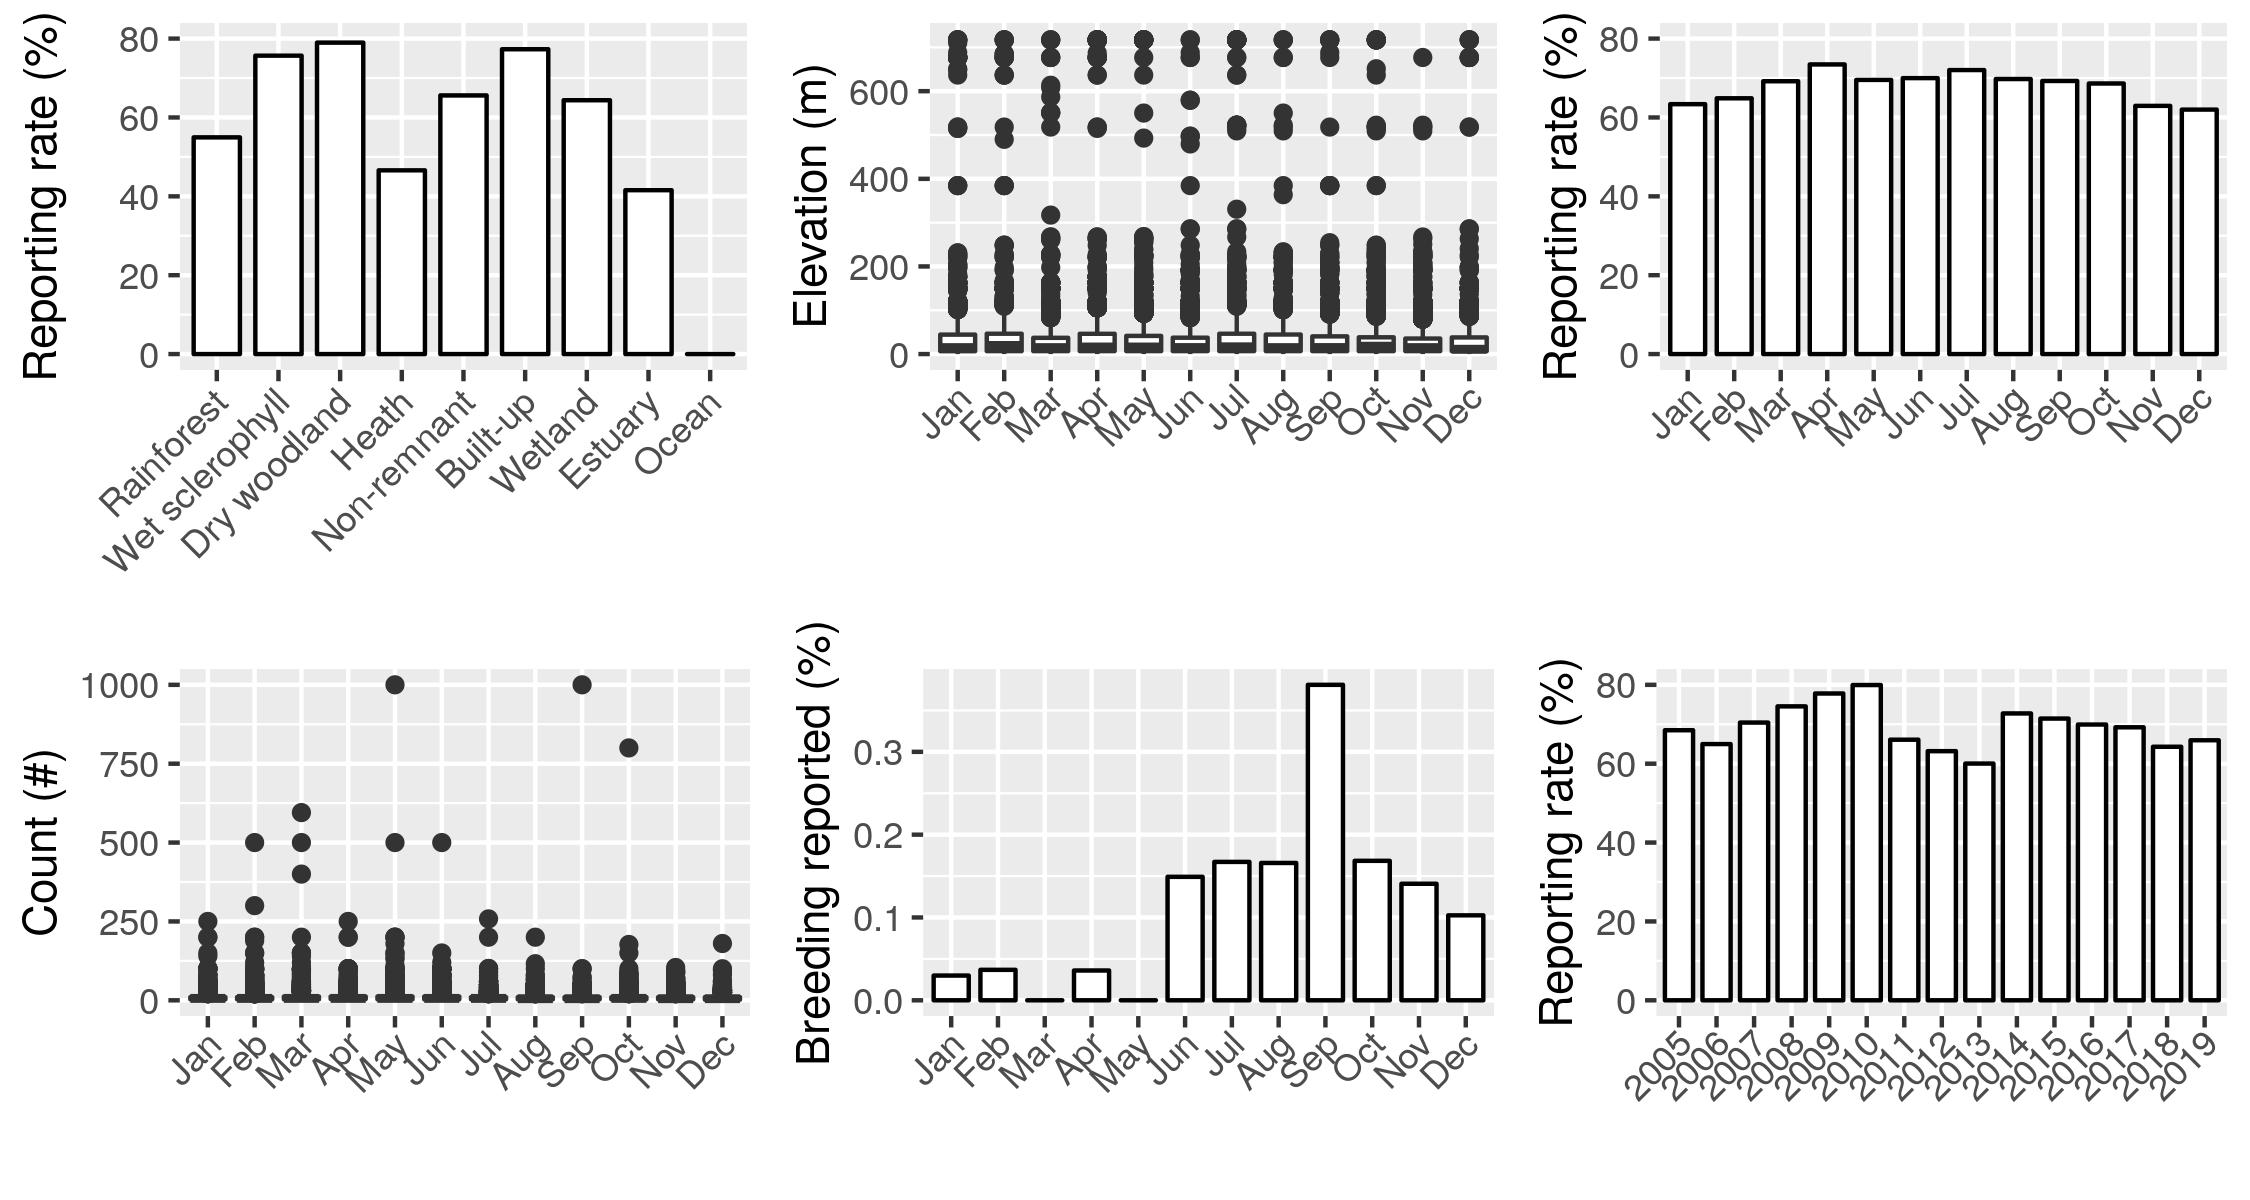 Reporting rate (%)
80
60
40
20
0
Rainforest
Wet sclerophyll
Dry woodland
Heath
Non-remnant
Built-up
Wetland
Estuary
Ocean
Elevation (m)
600
400
200
0
Jan
Feb
Mar
Apr
May
Jun
Jul
Aug
Sep
Oct
Nov
Dec
Reporting rate (%)
80
60
40
20
0
Jan
Feb
Mar
Apr
May
Jun
Jul
Aug
Sep
Oct
Nov
Dec
Count (#)
1000
750
500
250
0
Jan
Feb
Mar
Apr
May
Jun
Jul
Aug
Sep
Oct
Nov
Dec
Breeding reported (%)
0.3
0.2
0.1
0.0
Jan
Feb
Mar
Apr
May
Jun
Jul
Aug
Sep
Oct
Nov
Dec
Reporting rate (%)
80
60
40
20
0
2005
2006
2007
2008
2009
2010
2011
2012
2013
2014
2015
2016
2017
2018
2019